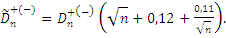 D̃ₙ⁺⁽⁻⁾ = Dₙ⁺⁽⁻⁾ (√n + 0,12 + 0,11/√n).